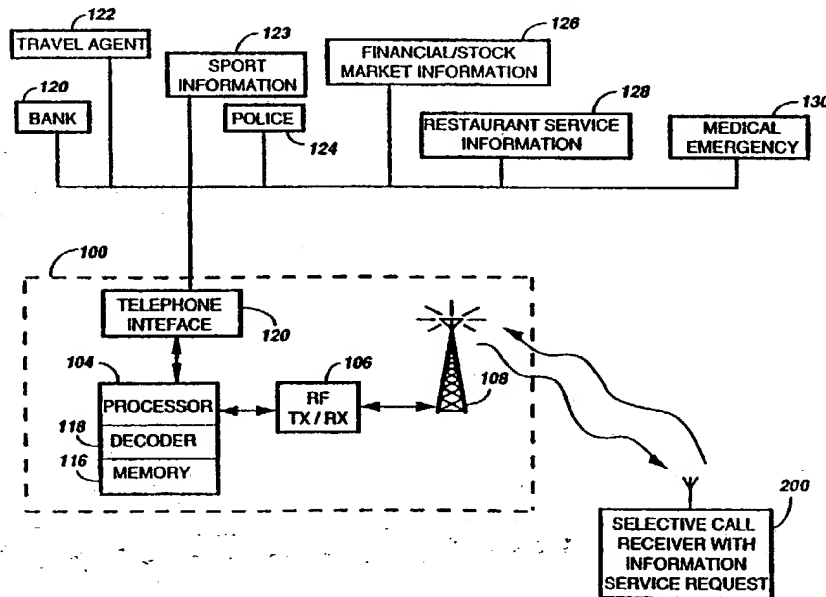 122
TRAVEL AGENT
123
SPORT
INFORMATION
126
FINANCIAL/STOCK
MARKET INFORMATION
120
BANK
POLICE
124
128
RESTAURANT SERVICE
INFORMATION
130
MEDICAL
EMERGENCY
100
TELEPHONE
INTEFACE
120
104
PROCESSOR
118
DECODER
116
MEMORY
106
RF
TX / RX
108
200
SELECTIVE CALL
RECEIVER WITH
INFORMATION
SERVICE REQUEST